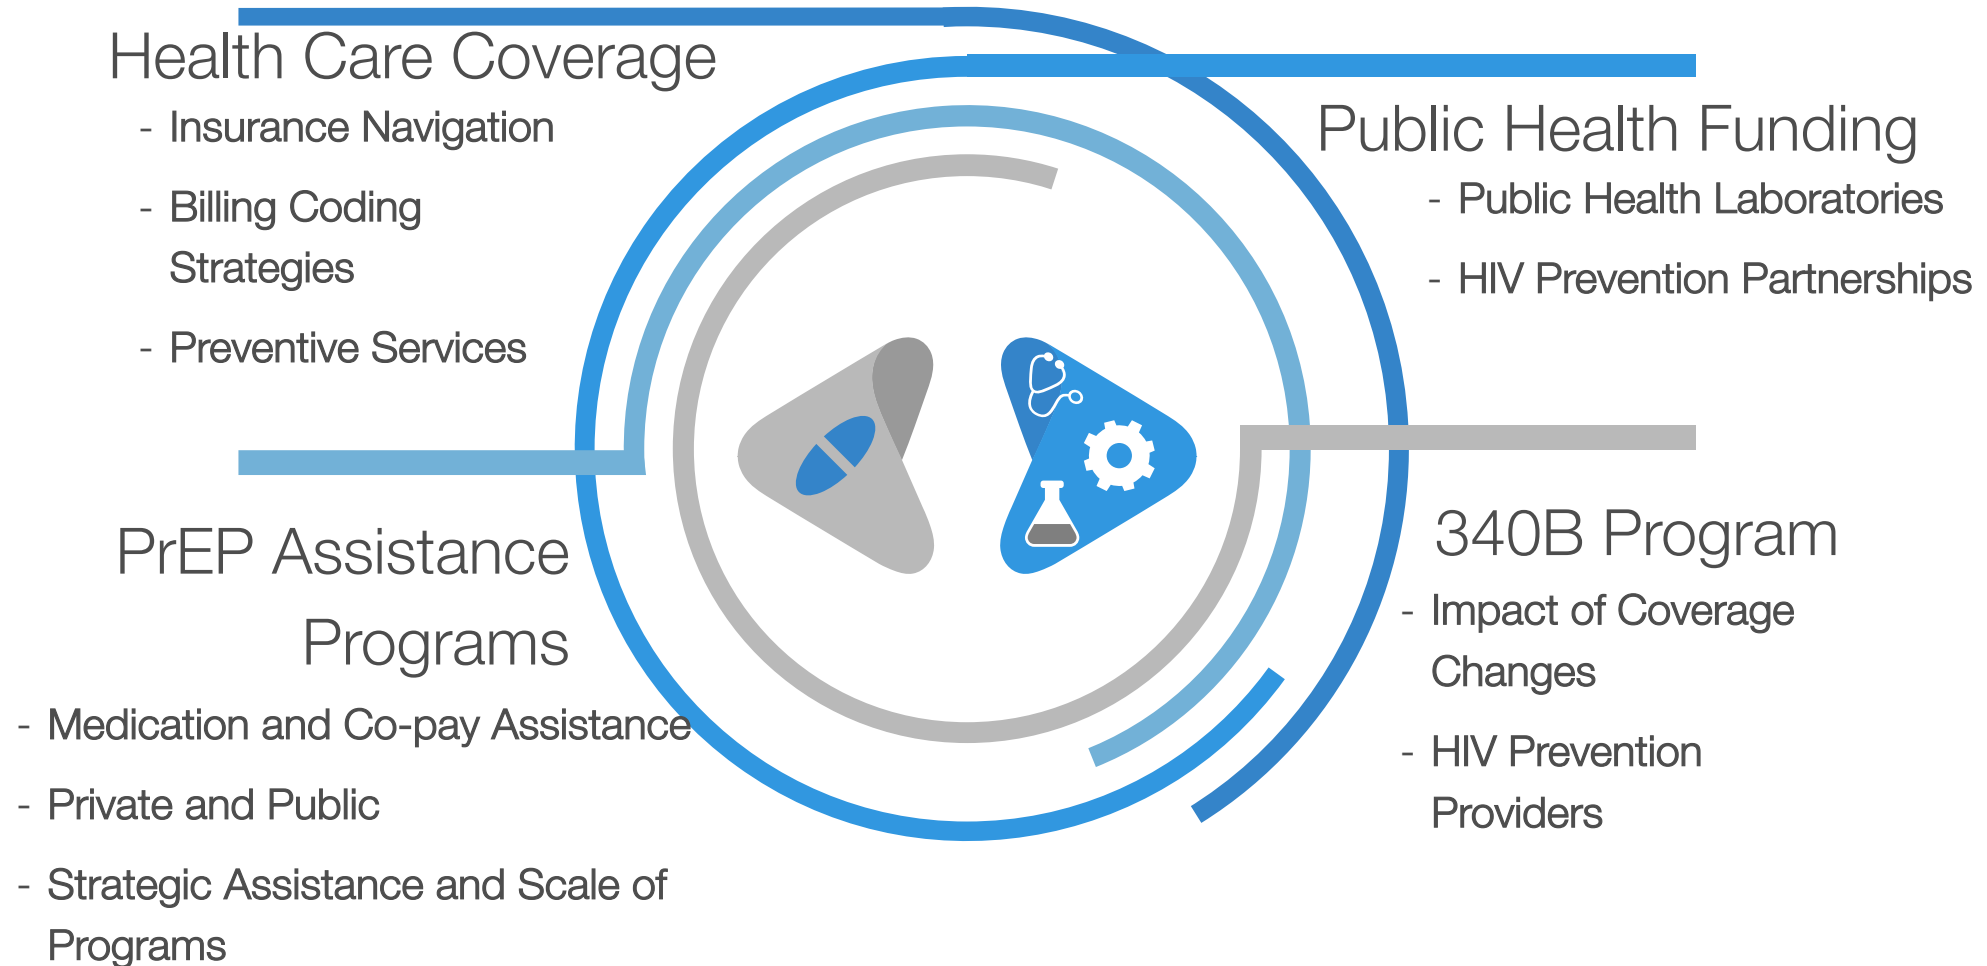 Health Care Coverage
- Insurance Navigation
- Billing Coding
Strategies
- Preventive Services
Public Health Funding
- Public Health Laboratories
- HIV Prevention Partnerships
PrEP Assistance
Programs
- Medication and Co-pay Assistance
- Private and Public
- Strategic Assistance and Scale of
Programs
340B Program
- Impact of Coverage
Changes
- HIV Prevention
Providers